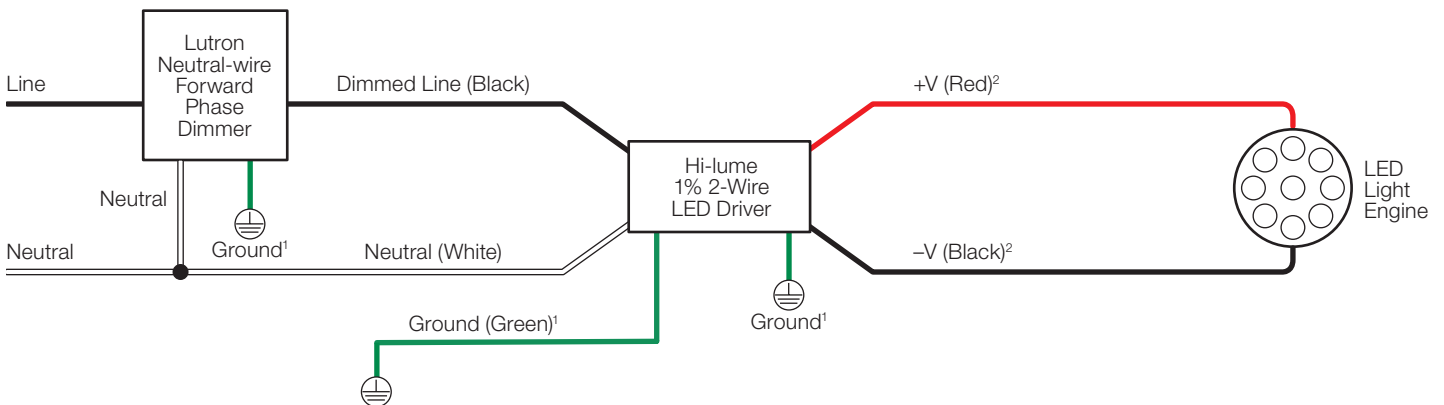 Lutron
Neutral-wire
Forward
Phase
Dimmer
Line
Dimmed Line (Black)
+V (Red)²
Hi-lume
1% 2-Wire
LED Driver
LED
Light
Engine
Neutral
Ground¹
Neutral
Neutral (White)
–V (Black)²
Ground (Green)¹
Ground¹